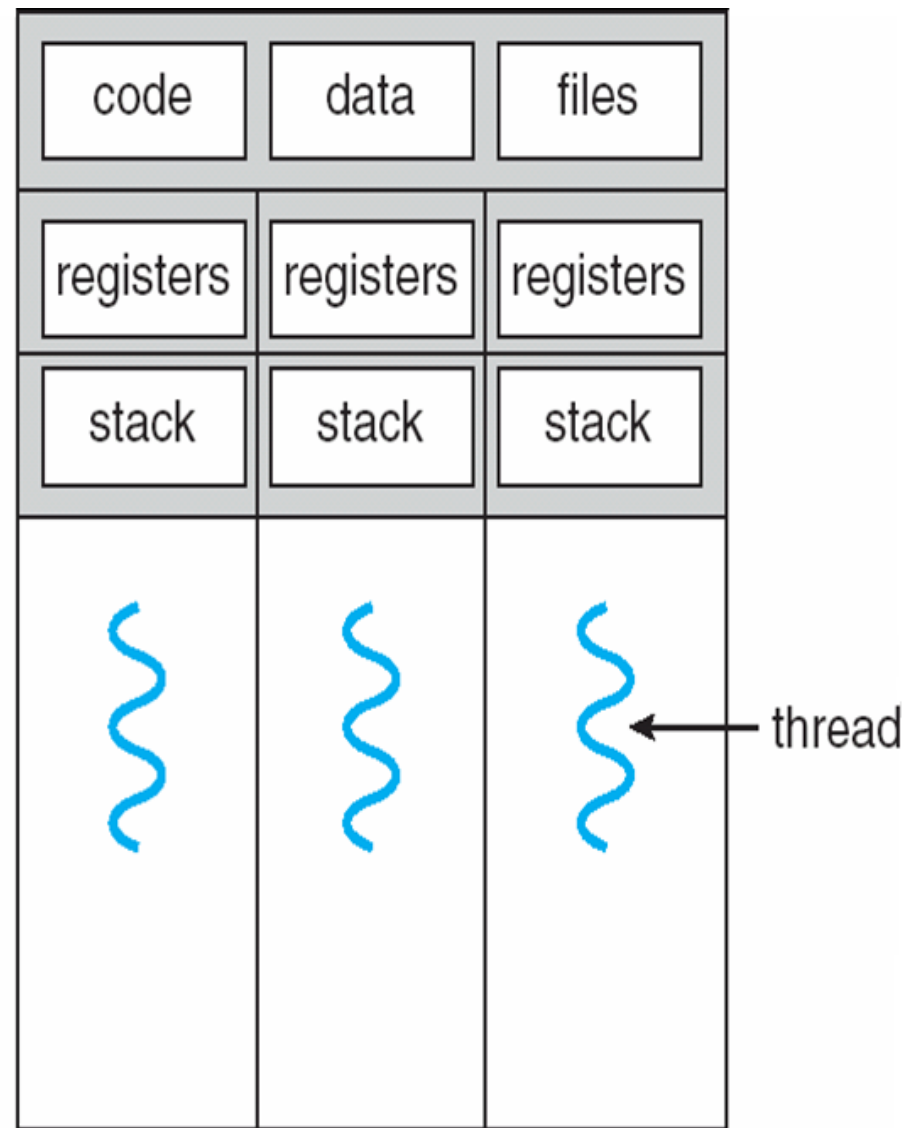 code data files
registers registers registers
stack stack stack
thread